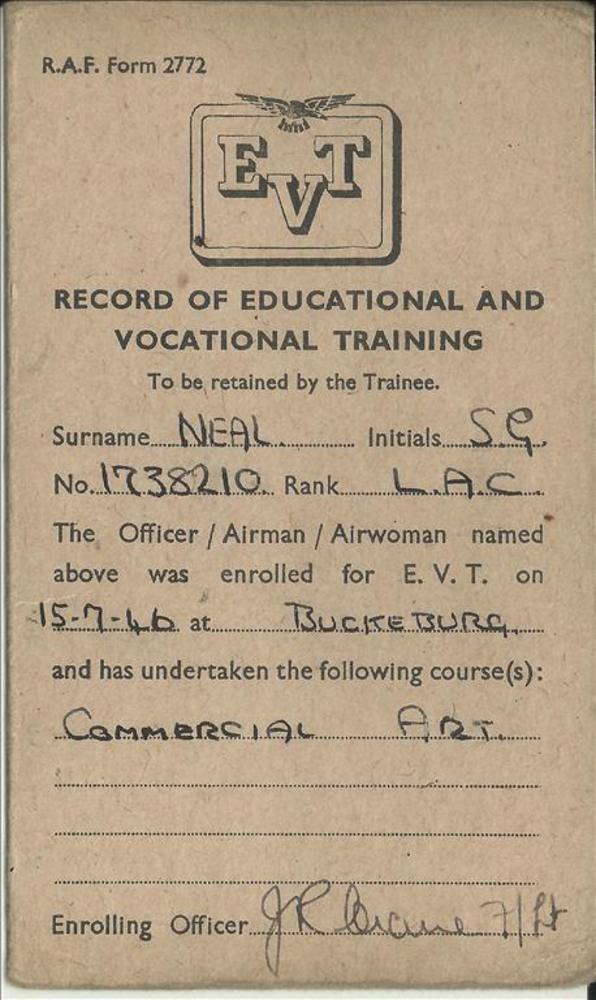 R.A.F. Form 2772
EVT
RECORD OF EDUCATIONAL AND
VOCATIONAL TRAINING
To be retained by the Trainee.
Surname NEAL Initials S.G.
No. 1738210 Rank L.A.C.
The Officer / Airman / Airwoman named
above was enrolled for E. V. T. on
15-7-46 at BUCKEBURG.
and has undertaken the following course(s):
COMMERCIAL ART.
Enrolling Officer J R F/Lt